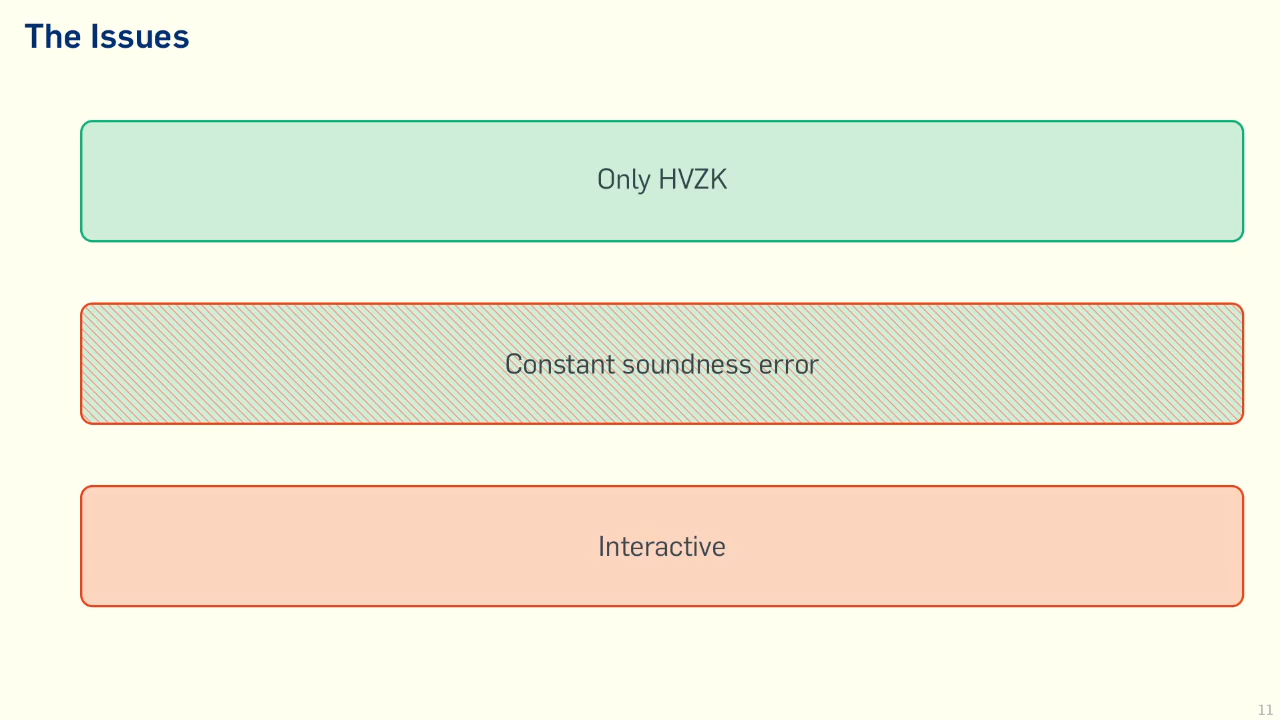 The Issues
Only HVZK
Constant soundness error
Interactive
11